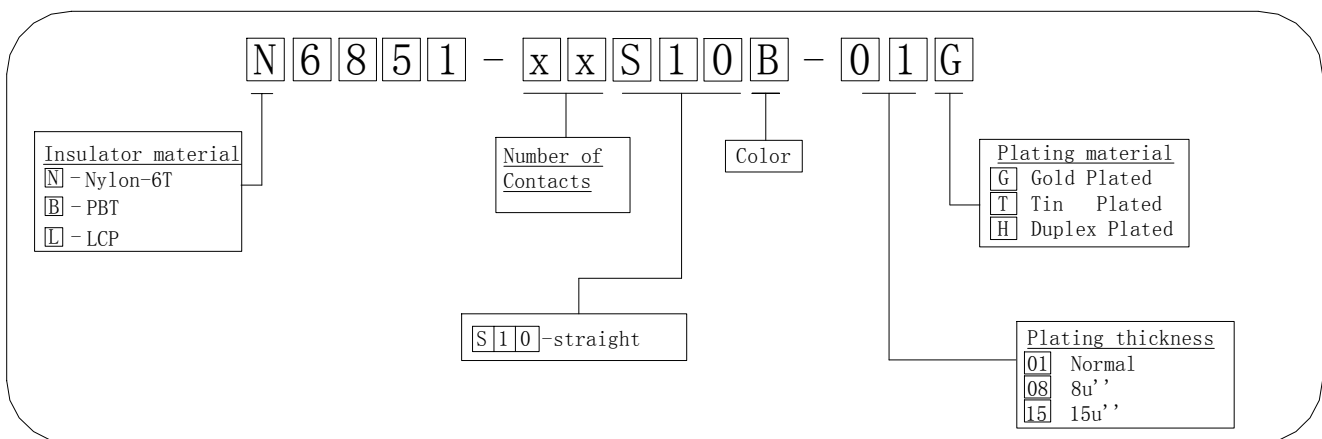 N6851-xxS10B-01G
Insulator material
N -Nylon-6T
B -PBT
L -LCP
Number of
Contacts
Color
Plating material
G Gold Plated
T Tin Plated
H Duplex Plated
S10-straight
Plating thickness
01 Normal
08 8u''
15 15u''